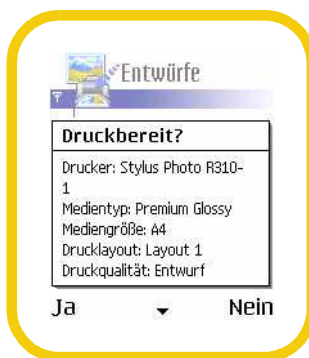 Entwürfe
Druckbereit?
Drucker: Stylus Photo R310-
1
Medientyp: Premium Glossy
Mediengröße: A4
Drucklayout: Layout 1
Druckqualität: Entwurf
Ja Nein